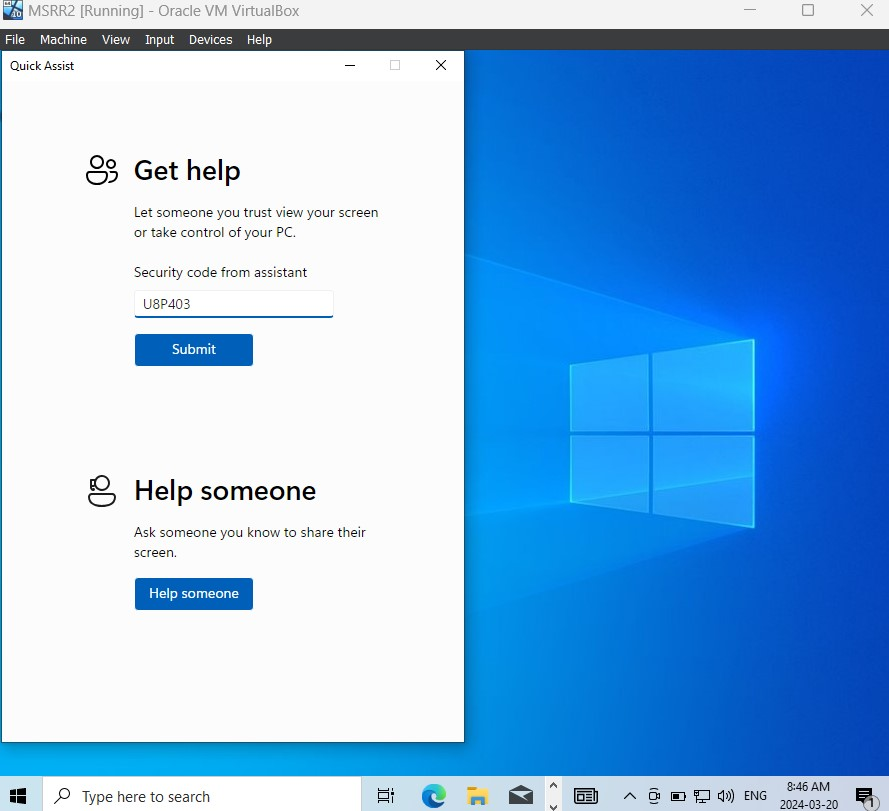 MSRR2 [Running] - Oracle VM VirtualBox
File Machine View Input Devices Help
Quick Assist
Get help
Let someone you trust view your screen
or take control of your PC.
Security code from assistant
U8P403
Submit
Help someone
Ask someone you know to share their
screen.
Help someone
Type here to search
ENG
8:46 AM
2024-03-20
1